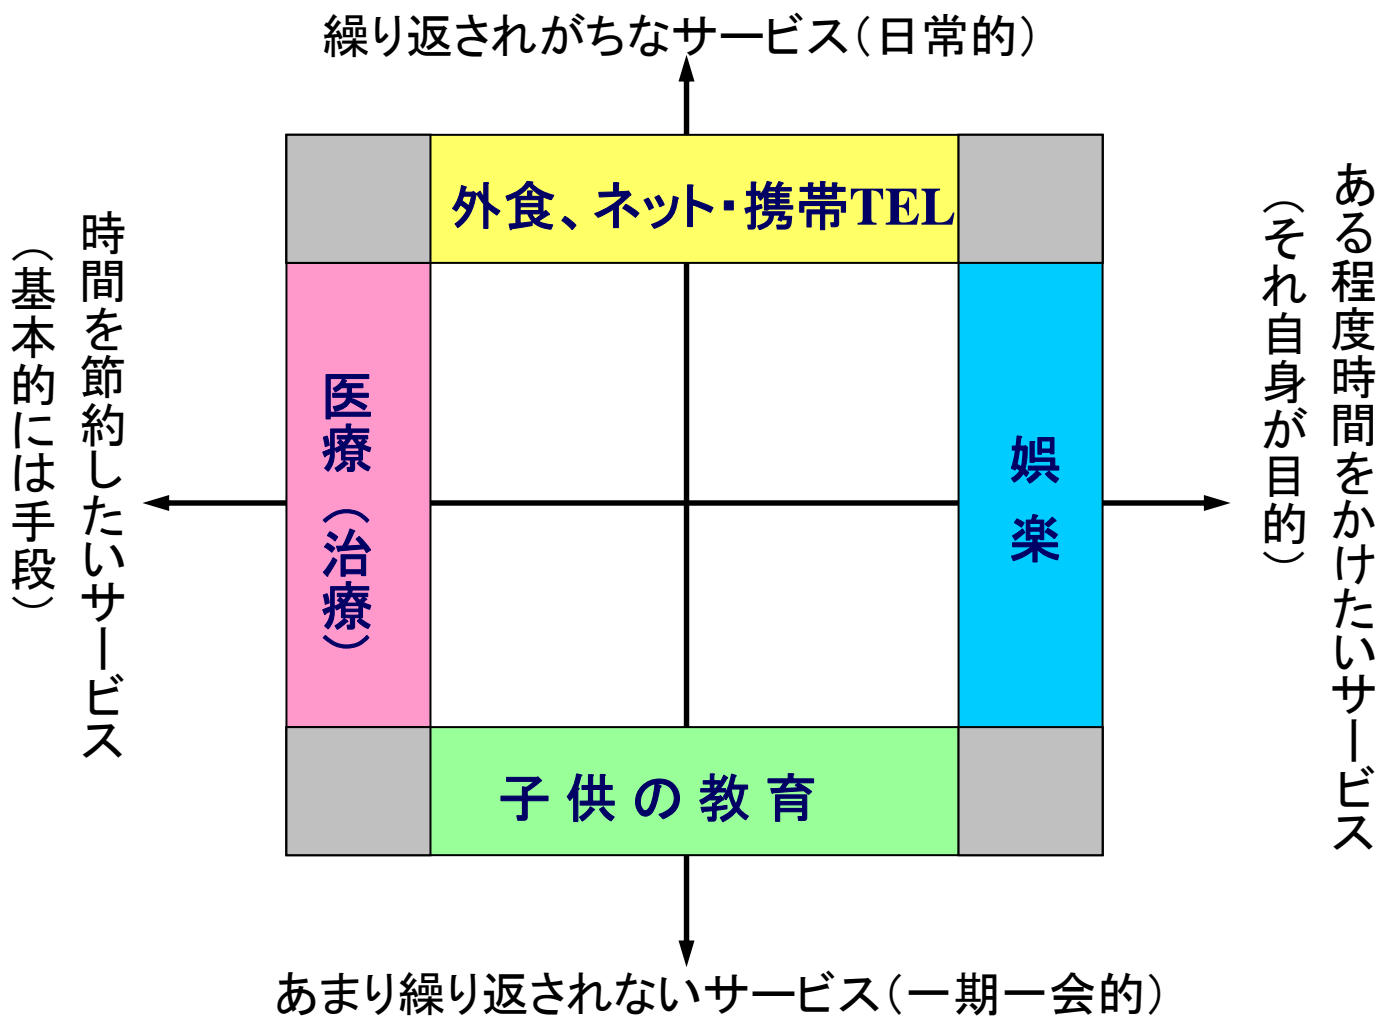 繰り返されがちなサービス（日常的）
外食、ネット・携帯TEL
ある程度時間をかけたいサービス
（それ自身が目的）
時間を節約したいサービス
（基本的には手段）
医療（治療）
娯楽
子供の教育
あまり繰り返されないサービス（一期一会的）